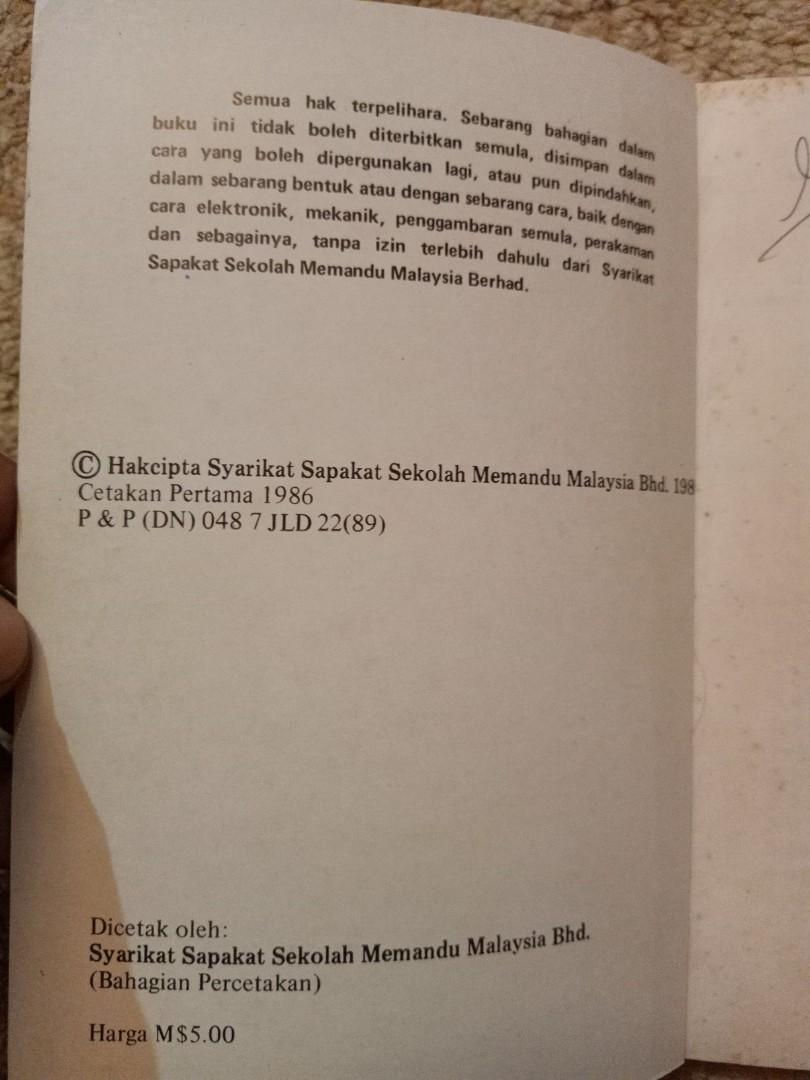 Semua hak terpelihara. Sebarang bahagian dalam
buku ini tidak boleh diterbitkan semula, disimpan dalam
cara yang boleh dipergunakan lagi, atau pun dipindahkan,
dalam sebarang bentuk atau dengan sebarang cara, baik dengan
cara elektronik, mekanik, penggambaran semula, perakaman
dan sebagainya, tanpa izin terlebih dahulu dari Syarikat
Sapakat Sekolah Memandu Malaysia Berhad.
© Hakcipta Syarikat Sapakat Sekolah Memandu Malaysia Bhd. 198
Cetakan Pertama 1986
P & P (DN) 048 7 JLD 22(89)
Dicetak oleh:
Syarikat Sapakat Sekolah Memandu Malaysia Bhd.
(Bahagian Percetakan)
Harga M$5.00